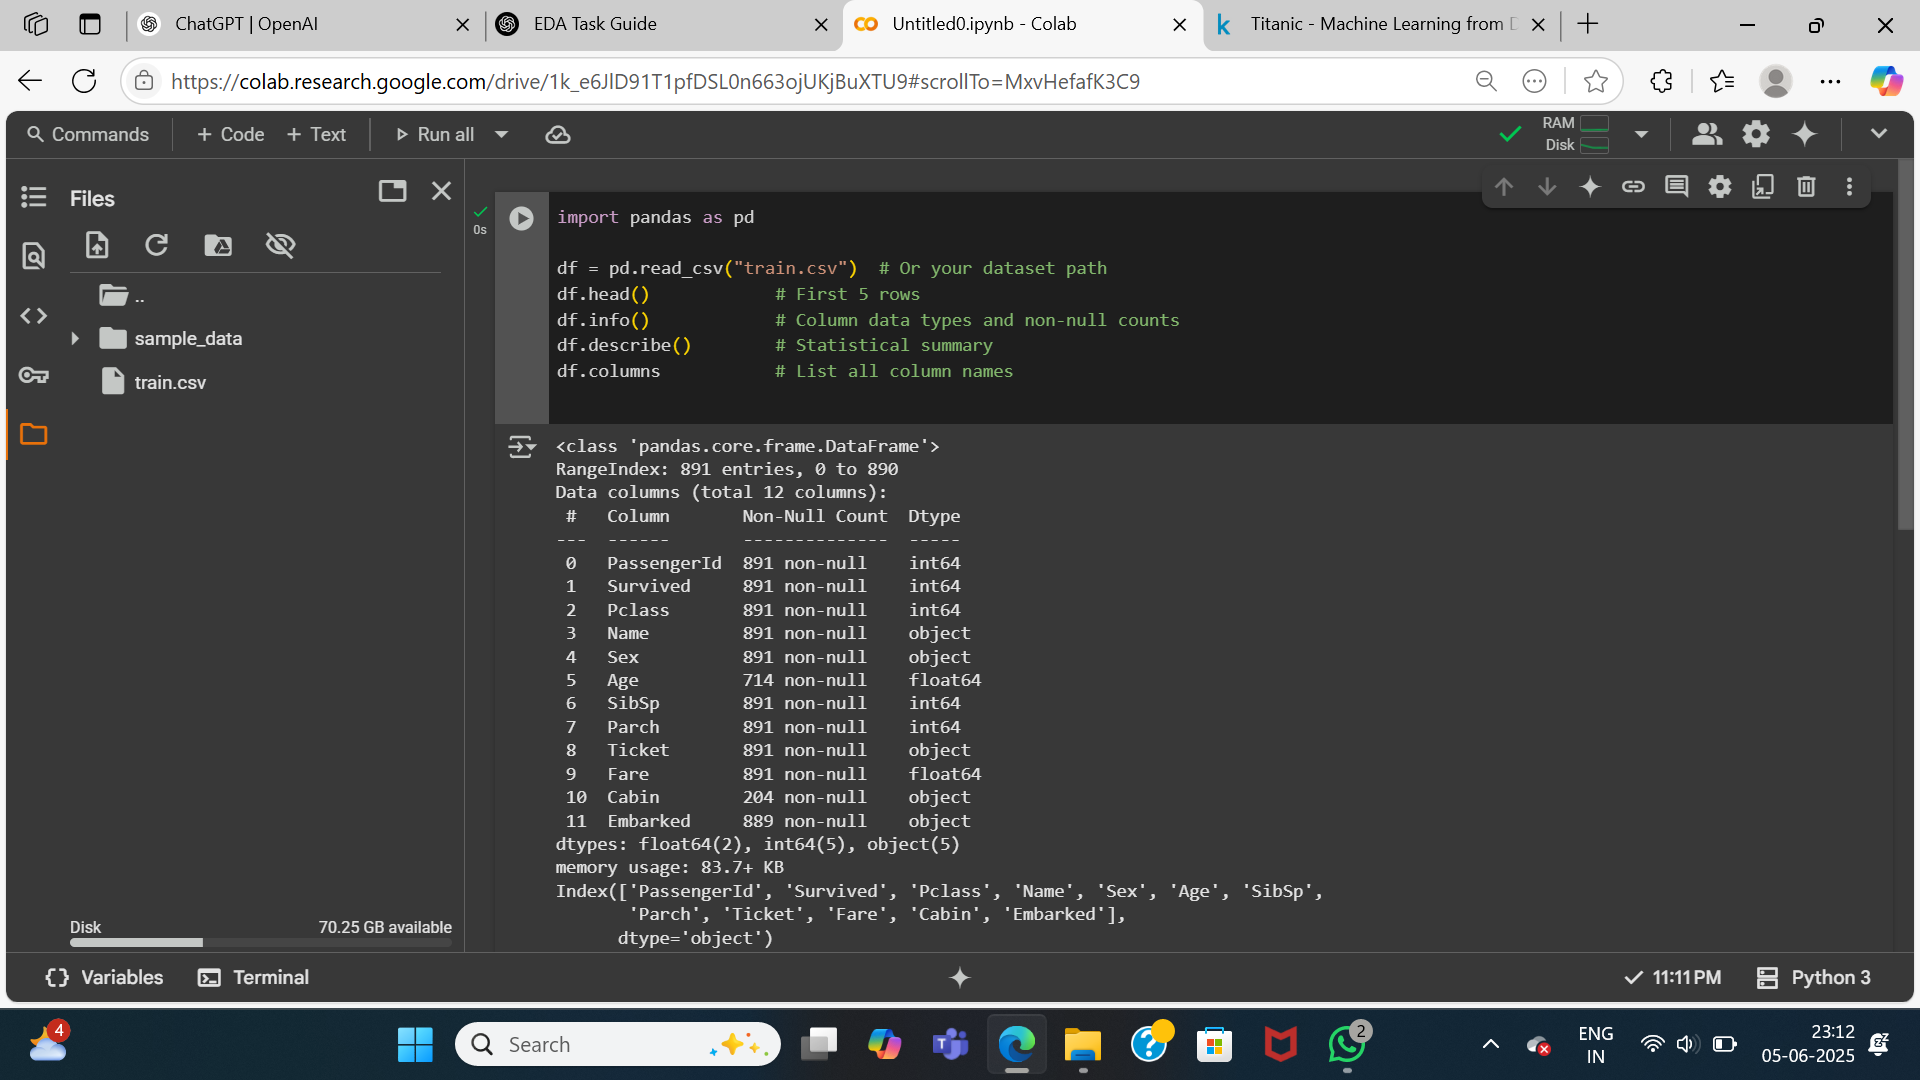 ChatGPT | OpenAI
EDA Task Guide
Untitled0.ipynb - Colab
Titanic - Machine Learning from D
https://colab.research.google.com/drive/1k_e6JlD91T1pfDSL0n663ojUKjBuXTU9#scrollTo=MxvHefafK3C9
Commands
+ Code
+ Text
Run all
RAM
Disk
Files
..
sample_data
train.csv
Disk
70.25 GB available
0s
import pandas as pd
df = pd.read_csv("train.csv")  # Or your dataset path
df.head()            # First 5 rows
df.info()            # Column data types and non-null counts
df.describe()        # Statistical summary
df.columns           # List all column names
<class 'pandas.core.frame.DataFrame'>
RangeIndex: 891 entries, 0 to 890
Data columns (total 12 columns):
 #   Column       Non-Null Count  Dtype
---  ------       --------------  -----
 0   PassengerId  891 non-null    int64
 1   Survived     891 non-null    int64
 2   Pclass       891 non-null    int64
 3   Name         891 non-null    object
 4   Sex          891 non-null    object
 5   Age          714 non-null    float64
 6   SibSp        891 non-null    int64
 7   Parch        891 non-null    int64
 8   Ticket       891 non-null    object
 9   Fare         891 non-null    float64
 10  Cabin        204 non-null    object
 11  Embarked     889 non-null    object
dtypes: float64(2), int64(5), object(5)
memory usage: 83.7+ KB
Index(['PassengerId', 'Survived', 'Pclass', 'Name', 'Sex', 'Age', 'SibSp',
       'Parch', 'Ticket', 'Fare', 'Cabin', 'Embarked'],
      dtype='object')
Variables
Terminal
11:11 PM
Python 3
4
Search
2
ENG
IN
23:12
05-06-2025